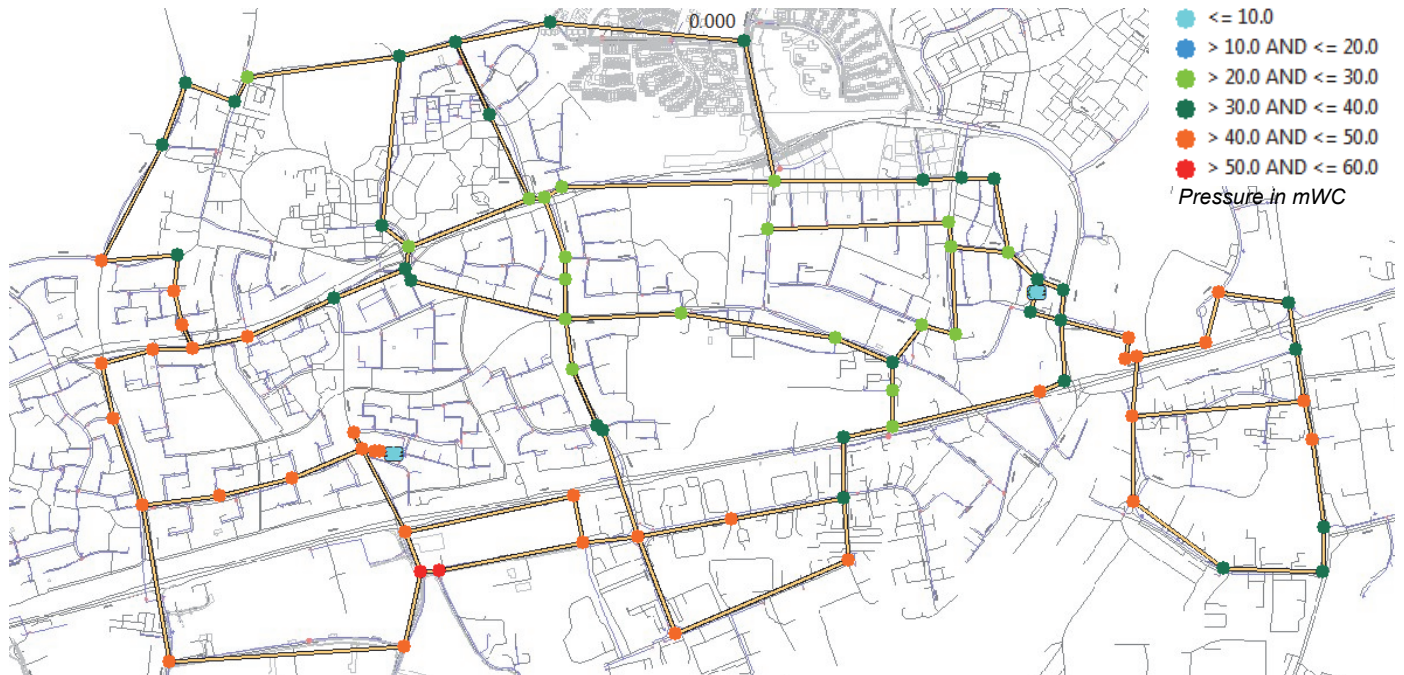 0.000
<= 10.0
> 10.0 AND <= 20.0
> 20.0 AND <= 30.0
> 30.0 AND <= 40.0
> 40.0 AND <= 50.0
> 50.0 AND <= 60.0
Pressure in mWC